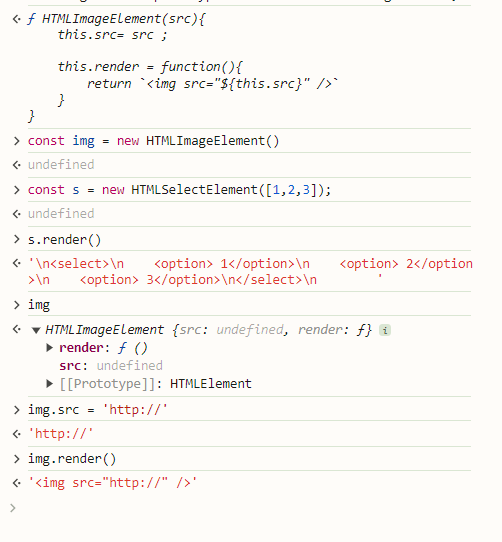 ƒ HTMLImageElement(src){
    this.src= src ;

    this.render = function(){
        return `<img src="${this.src}" />`
    }
}
const img = new HTMLImageElement()
undefined
const s = new HTMLSelectElement([1,2,3]);
undefined
s.render()
'\n<select>\n    <option> 1</option>\n    <option> 2</option
>\n    <option> 3</option>\n</select>\n        '
img
HTMLImageElement {src: undefined, render: ƒ} i
render: ƒ ()
src: undefined
[[Prototype]]: HTMLElement
img.src = 'http://'
'http://'
img.render()
'<img src="http://" />'